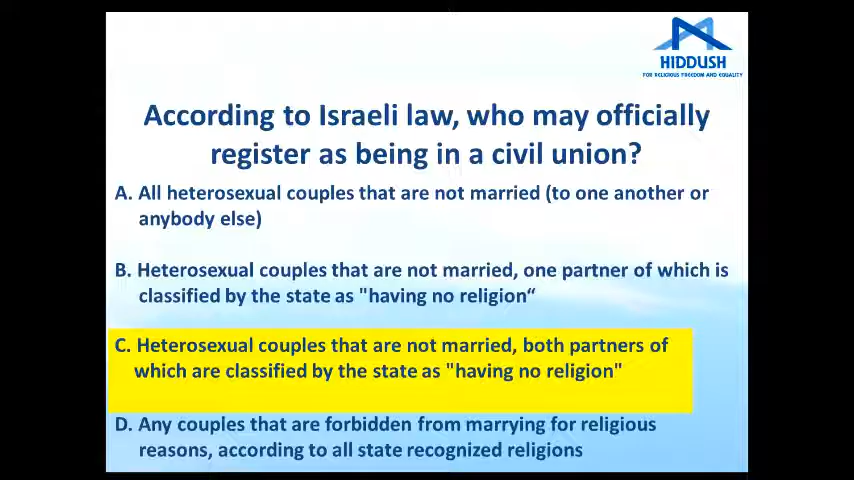 HIDDUSH
FOR RELIGIOUS FREEDOM AND EQUALITY
According to Israeli law, who may officially
register as being in a civil union?
A. All heterosexual couples that are not married (to one another or
anybody else)
B. Heterosexual couples that are not married, one partner of which is
classified by the state as "having no religion“
C. Heterosexual couples that are not married, both partners of
which are classified by the state as "having no religion"
D. Any couples that are forbidden from marrying for religious
reasons, according to all state recognized religions